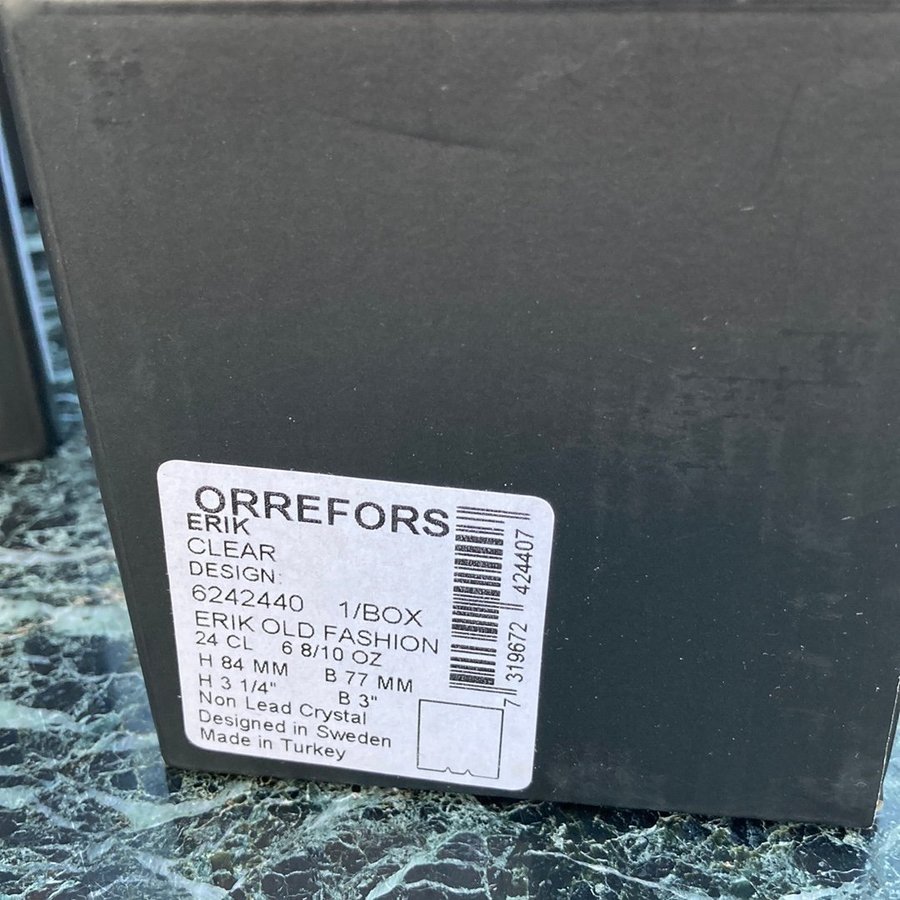 ORREFORS
ERIK
CLEAR
DESIGN:
6242440 1/BOX
ERIK OLD FASHION
24 CL 6 8/10 OZ
H 84 MM B 77 MM
H 3 1/4" B 3"
Non Lead Crystal
Designed in Sweden
Made in Turkey
7 319672 424407